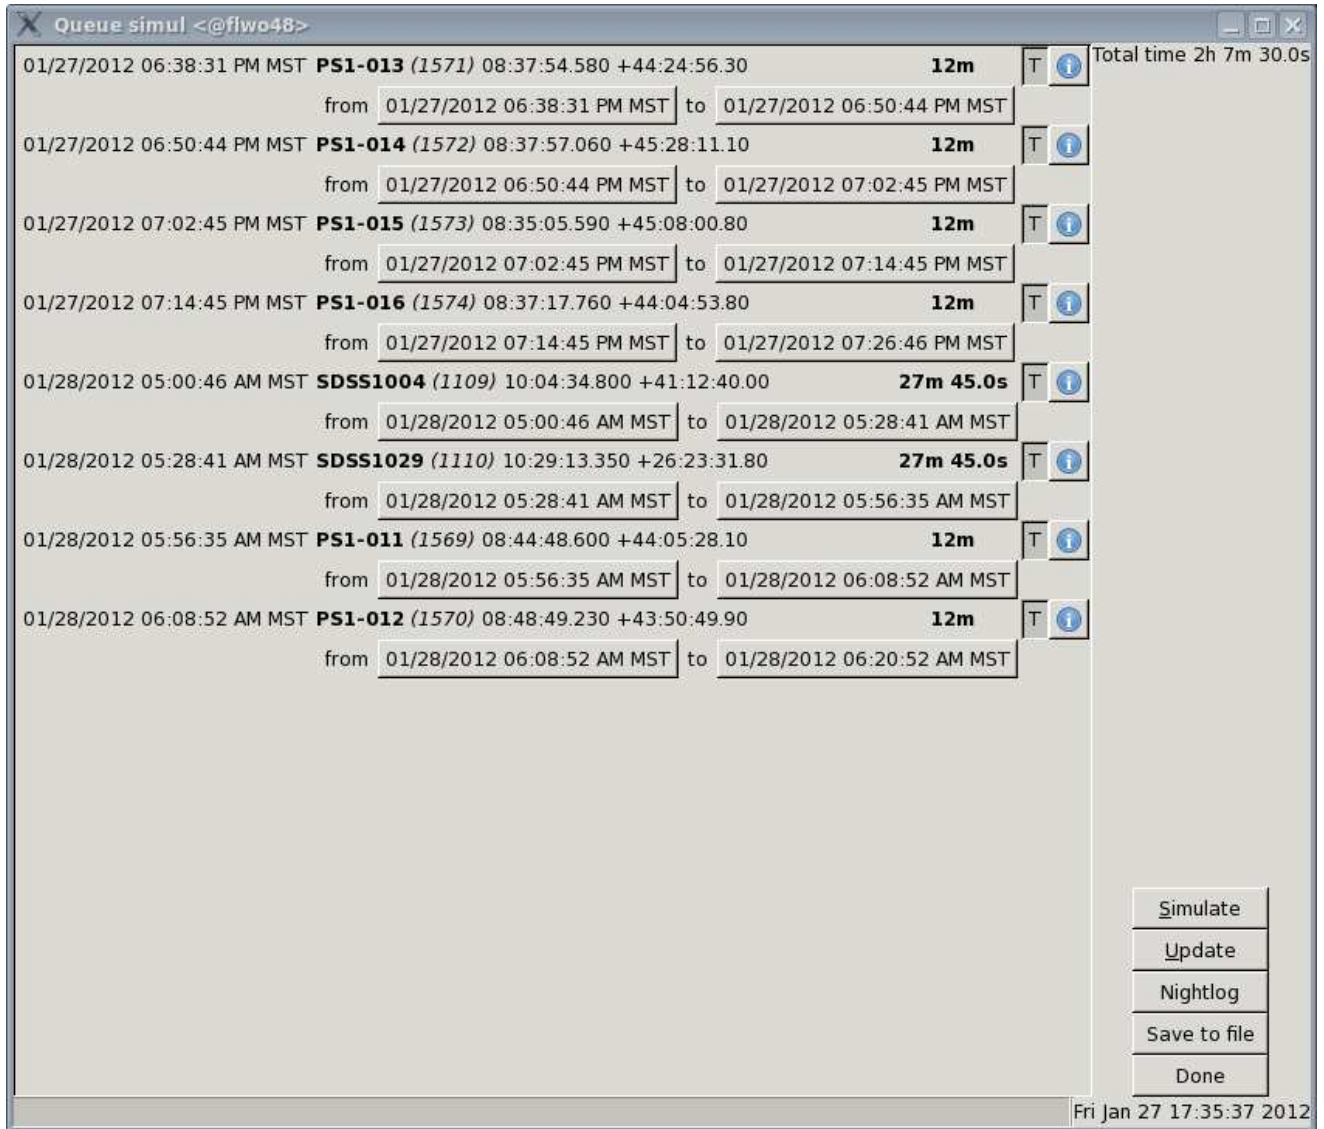 Queue simul <@flwo48>
01/27/2012 06:38:31 PM MST PS1-013 (1571) 08:37:54.580 +44:24:56.30 12m T i Total time 2h 7m 30.0s
from 01/27/2012 06:38:31 PM MST to 01/27/2012 06:50:44 PM MST
01/27/2012 06:50:44 PM MST PS1-014 (1572) 08:37:57.060 +45:28:11.10 12m T i
from 01/27/2012 06:50:44 PM MST to 01/27/2012 07:02:45 PM MST
01/27/2012 07:02:45 PM MST PS1-015 (1573) 08:35:05.590 +45:08:00.80 12m T i
from 01/27/2012 07:02:45 PM MST to 01/27/2012 07:14:45 PM MST
01/27/2012 07:14:45 PM MST PS1-016 (1574) 08:37:17.760 +44:04:53.80 12m T i
from 01/27/2012 07:14:45 PM MST to 01/27/2012 07:26:46 PM MST
01/28/2012 05:00:46 AM MST SDSS1004 (1109) 10:04:34.800 +41:12:40.00 27m 45.0s T i
from 01/28/2012 05:00:46 AM MST to 01/28/2012 05:28:41 AM MST
01/28/2012 05:28:41 AM MST SDSS1029 (1110) 10:29:13.350 +26:23:31.80 27m 45.0s T i
from 01/28/2012 05:28:41 AM MST to 01/28/2012 05:56:35 AM MST
01/28/2012 05:56:35 AM MST PS1-011 (1569) 08:44:48.600 +44:05:28.10 12m T i
from 01/28/2012 05:56:35 AM MST to 01/28/2012 06:08:52 AM MST
01/28/2012 06:08:52 AM MST PS1-012 (1570) 08:48:49.230 +43:50:49.90 12m T i
from 01/28/2012 06:08:52 AM MST to 01/28/2012 06:20:52 AM MST
Simulate
Update
Nightlog
Save to file
Done
Fri Jan 27 17:35:37 2012